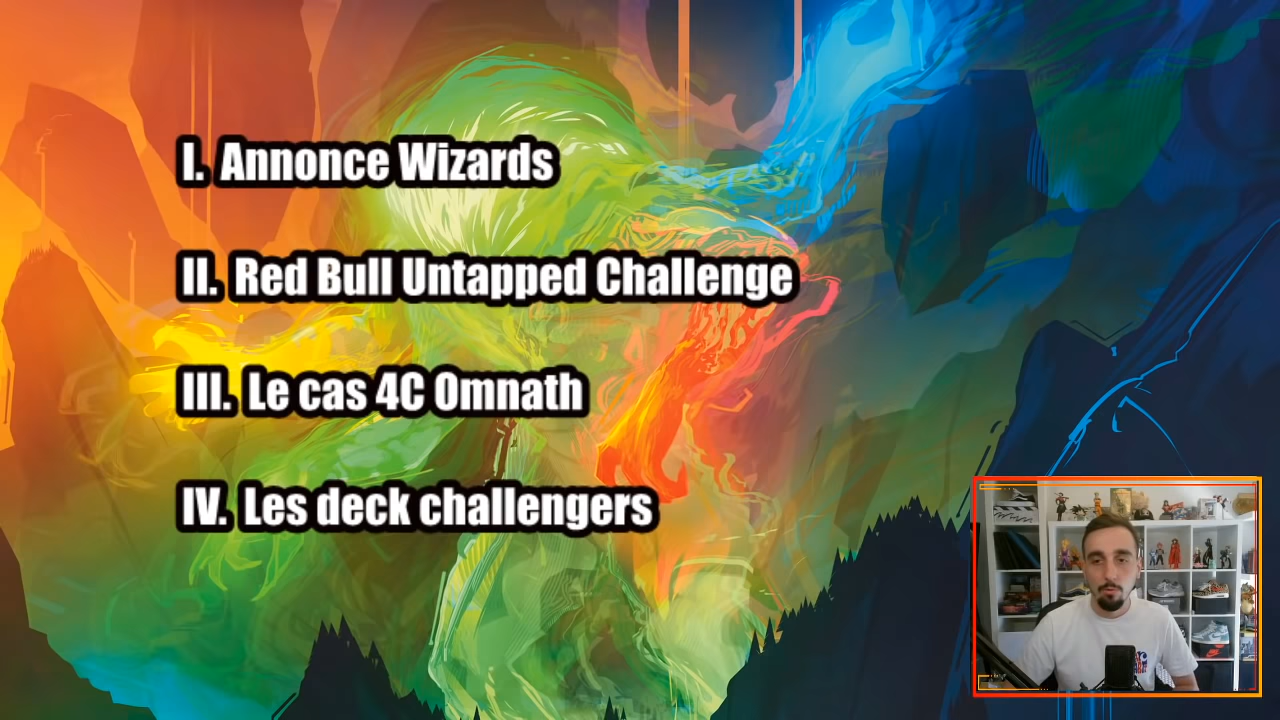 I. Annonce Wizards
II. Red Bull Untapped Challenge
III. Le cas 4C Omnath
IV. Les deck challengers